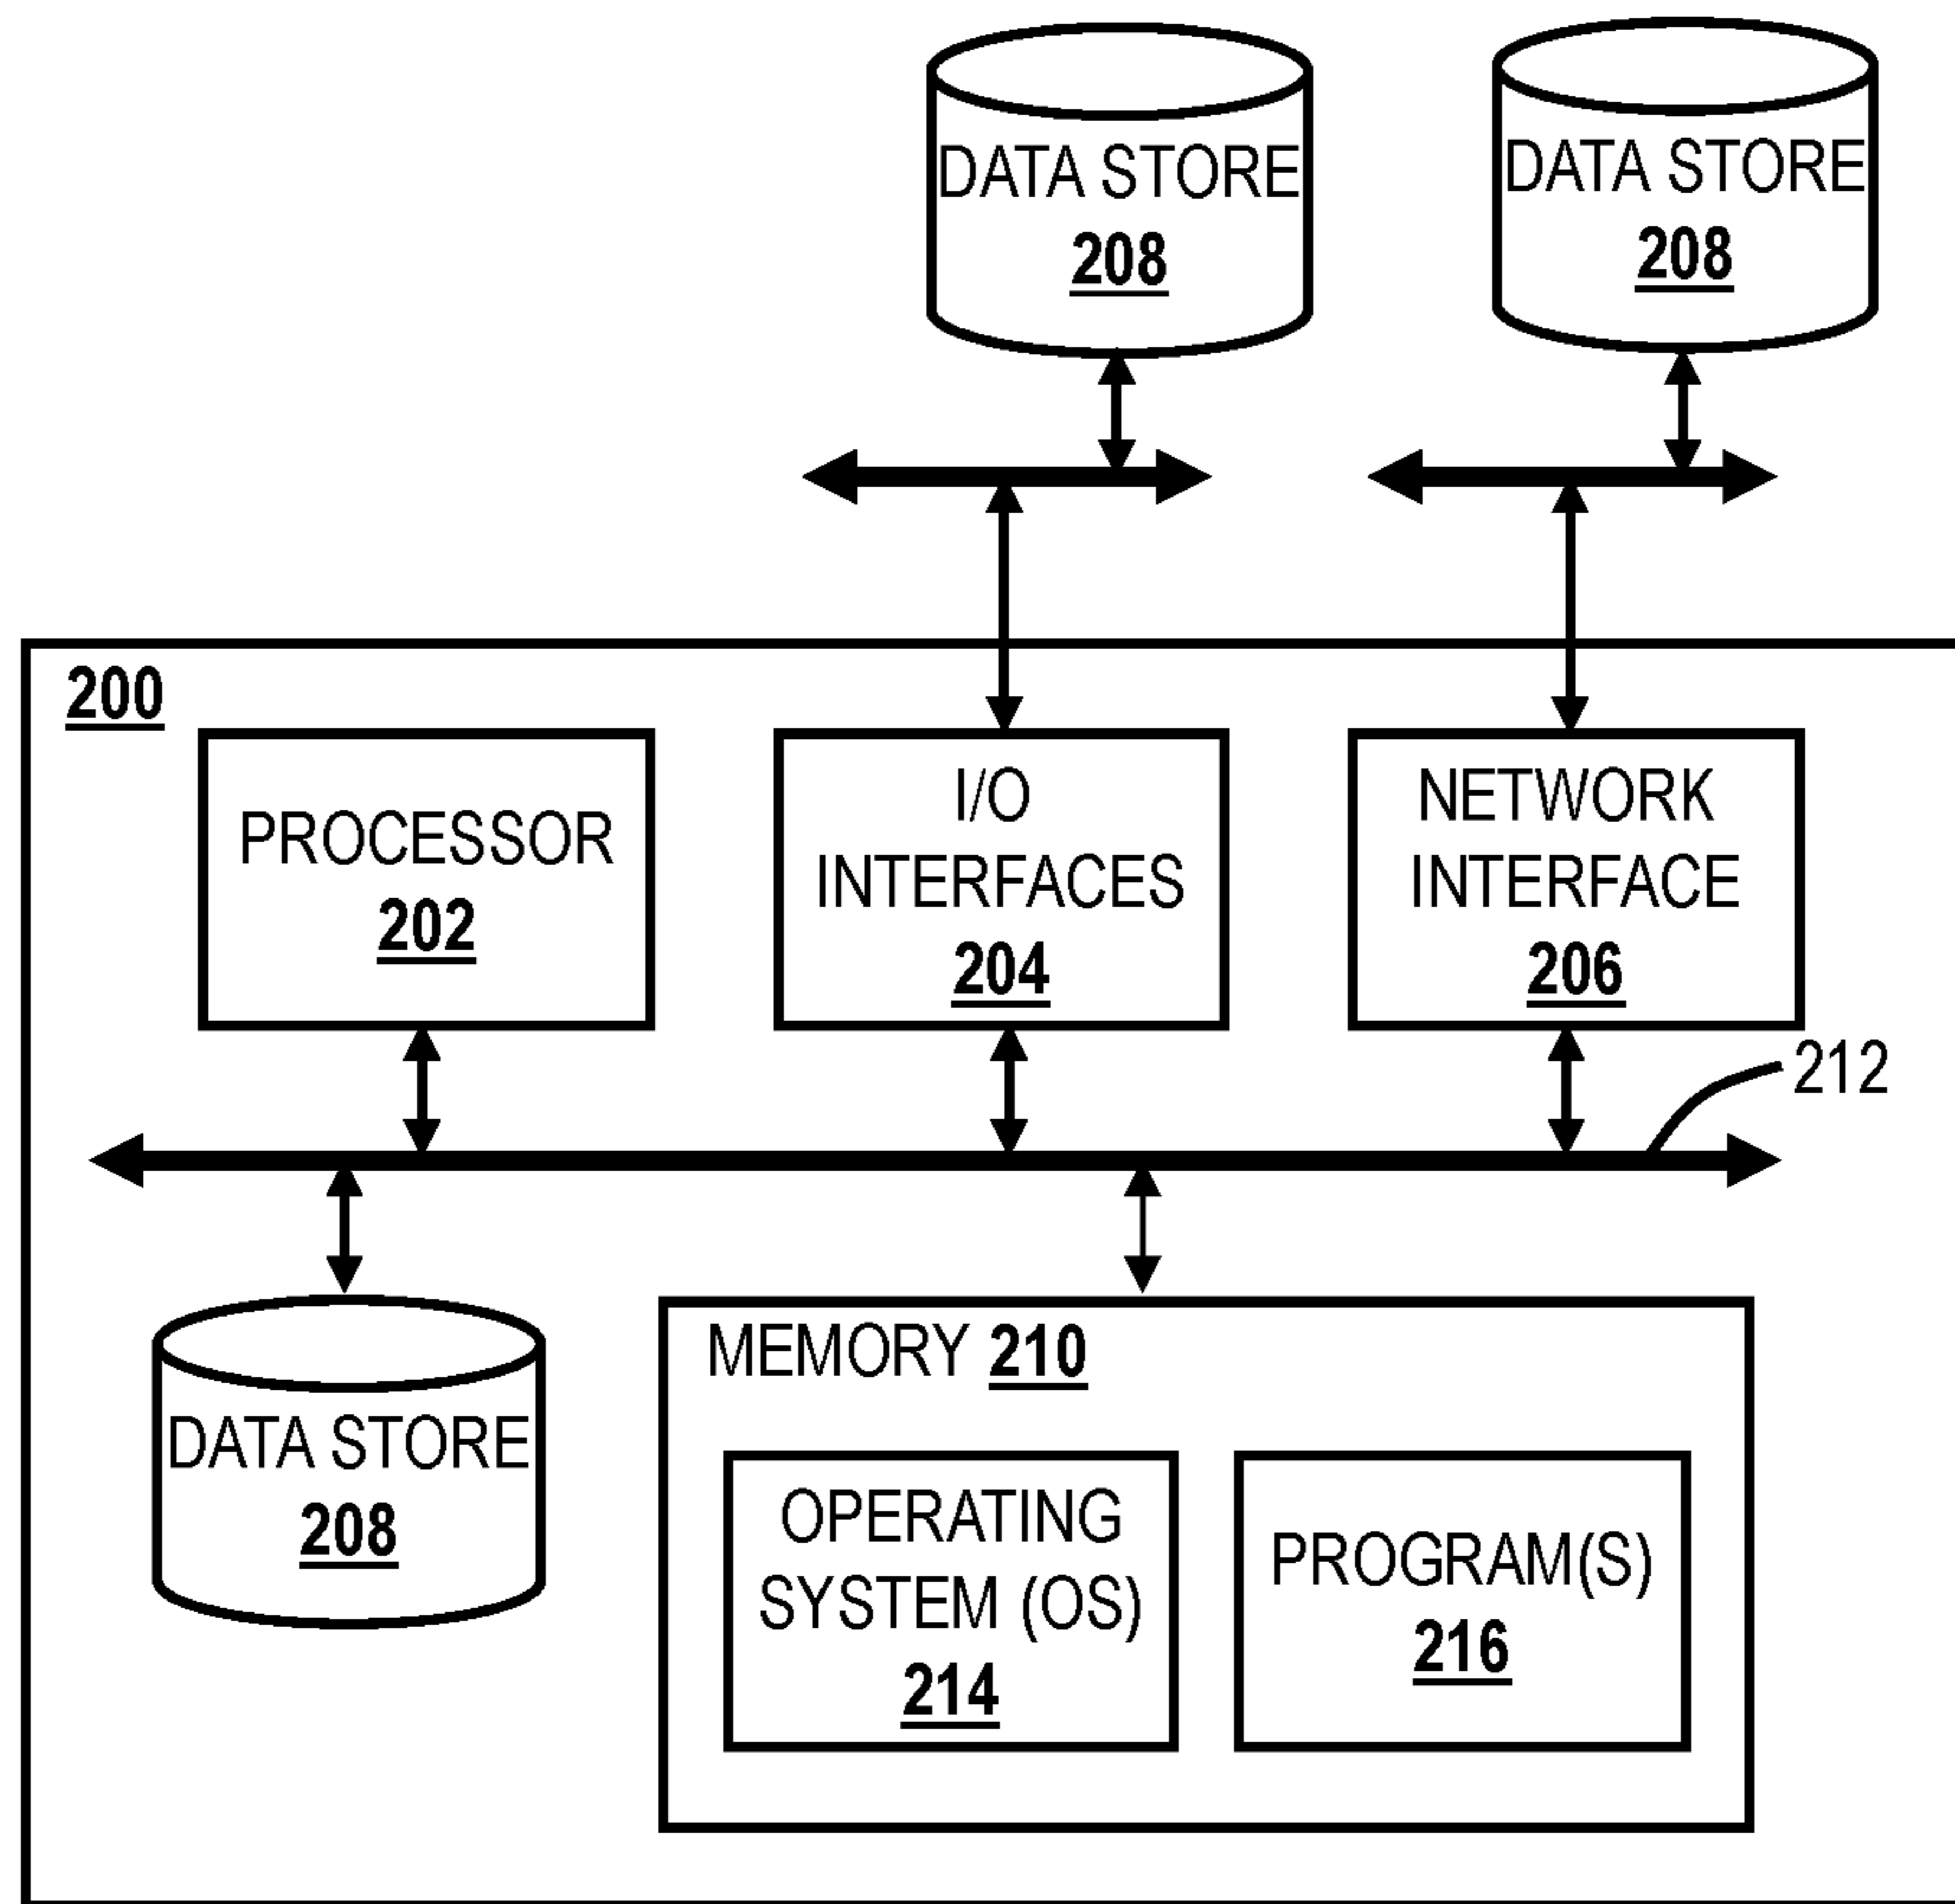 DATA STORE
208
DATA STORE
208
200
PROCESSOR
202
I/O
INTERFACES
204
NETWORK
INTERFACE
206
212
DATA STORE
208
MEMORY 210
OPERATING
SYSTEM (OS)
214
PROGRAM(S)
216